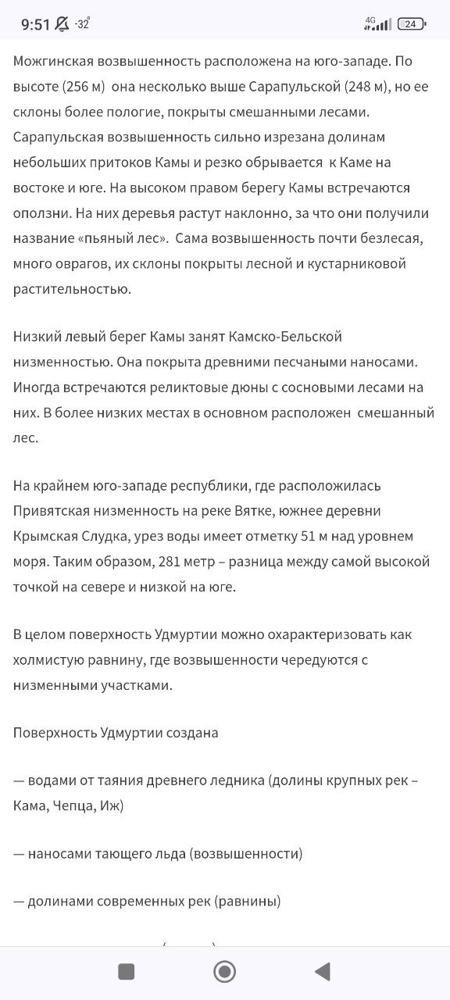 9:51 -32°
4G 24
Можгинская возвышенность расположена на юго-западе. По
высоте (256 м)  она несколько выше Сарапульской (248 м), но ее
склоны более пологие, покрыты смешанными лесами.
Сарапульская возвышенность сильно изрезана долинам
небольших притоков Камы и резко обрывается  к Каме на
востоке и юге. На высоком правом берегу Камы встречаются
оползни. На них деревья растут наклонно, за что они получили
название «пьяный лес».  Сама возвышенность почти безлесая,
много оврагов, их склоны покрыты лесной и кустарниковой
растительностью.
Низкий левый берег Камы занят Камско-Бельской
низменностью. Она покрыта древними песчаными наносами.
Иногда встречаются реликтовые дюны с сосновыми лесами на
них. В более низких местах в основном расположен  смешанный
лес.
На крайнем юго-западе республики, где расположилась
Привятская низменность на реке Вятке, южнее деревни
Крымская Слудка, урез воды имеет отметку 51 м над уровнем
моря. Таким образом, 281 метр – разница между самой высокой
точкой на севере и низкой на юге.
В целом поверхность Удмуртии можно охарактеризовать как
холмистую равнину, где возвышенности чередуются с
низменными участками.
Поверхность Удмуртии создана
— водами от таяния древнего ледника (долины крупных рек –
Кама, Чепца, Иж)
— наносами тающего льда (возвышенности)
— долинами современных рек (равнины)